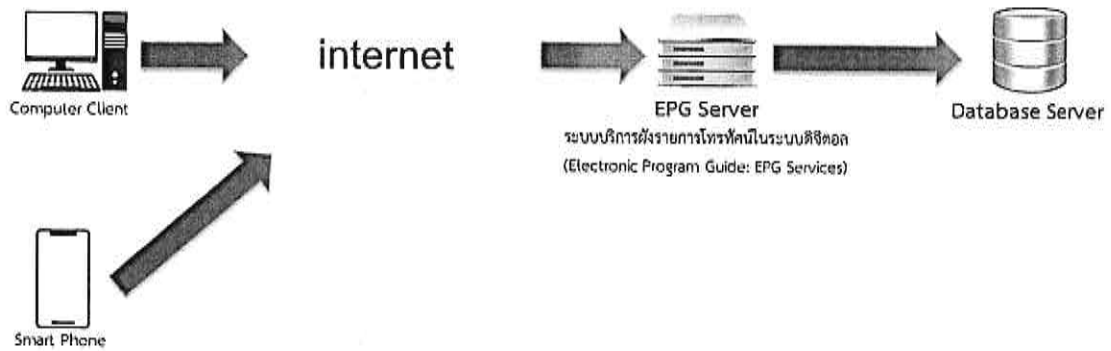 internet
Computer Client
EPG Server
Database Server
ระบบบริการผังรายการโทรทัศน์ในระบบดิจิตอล
(Electronic Program Guide: EPG Services)
Smart Phone